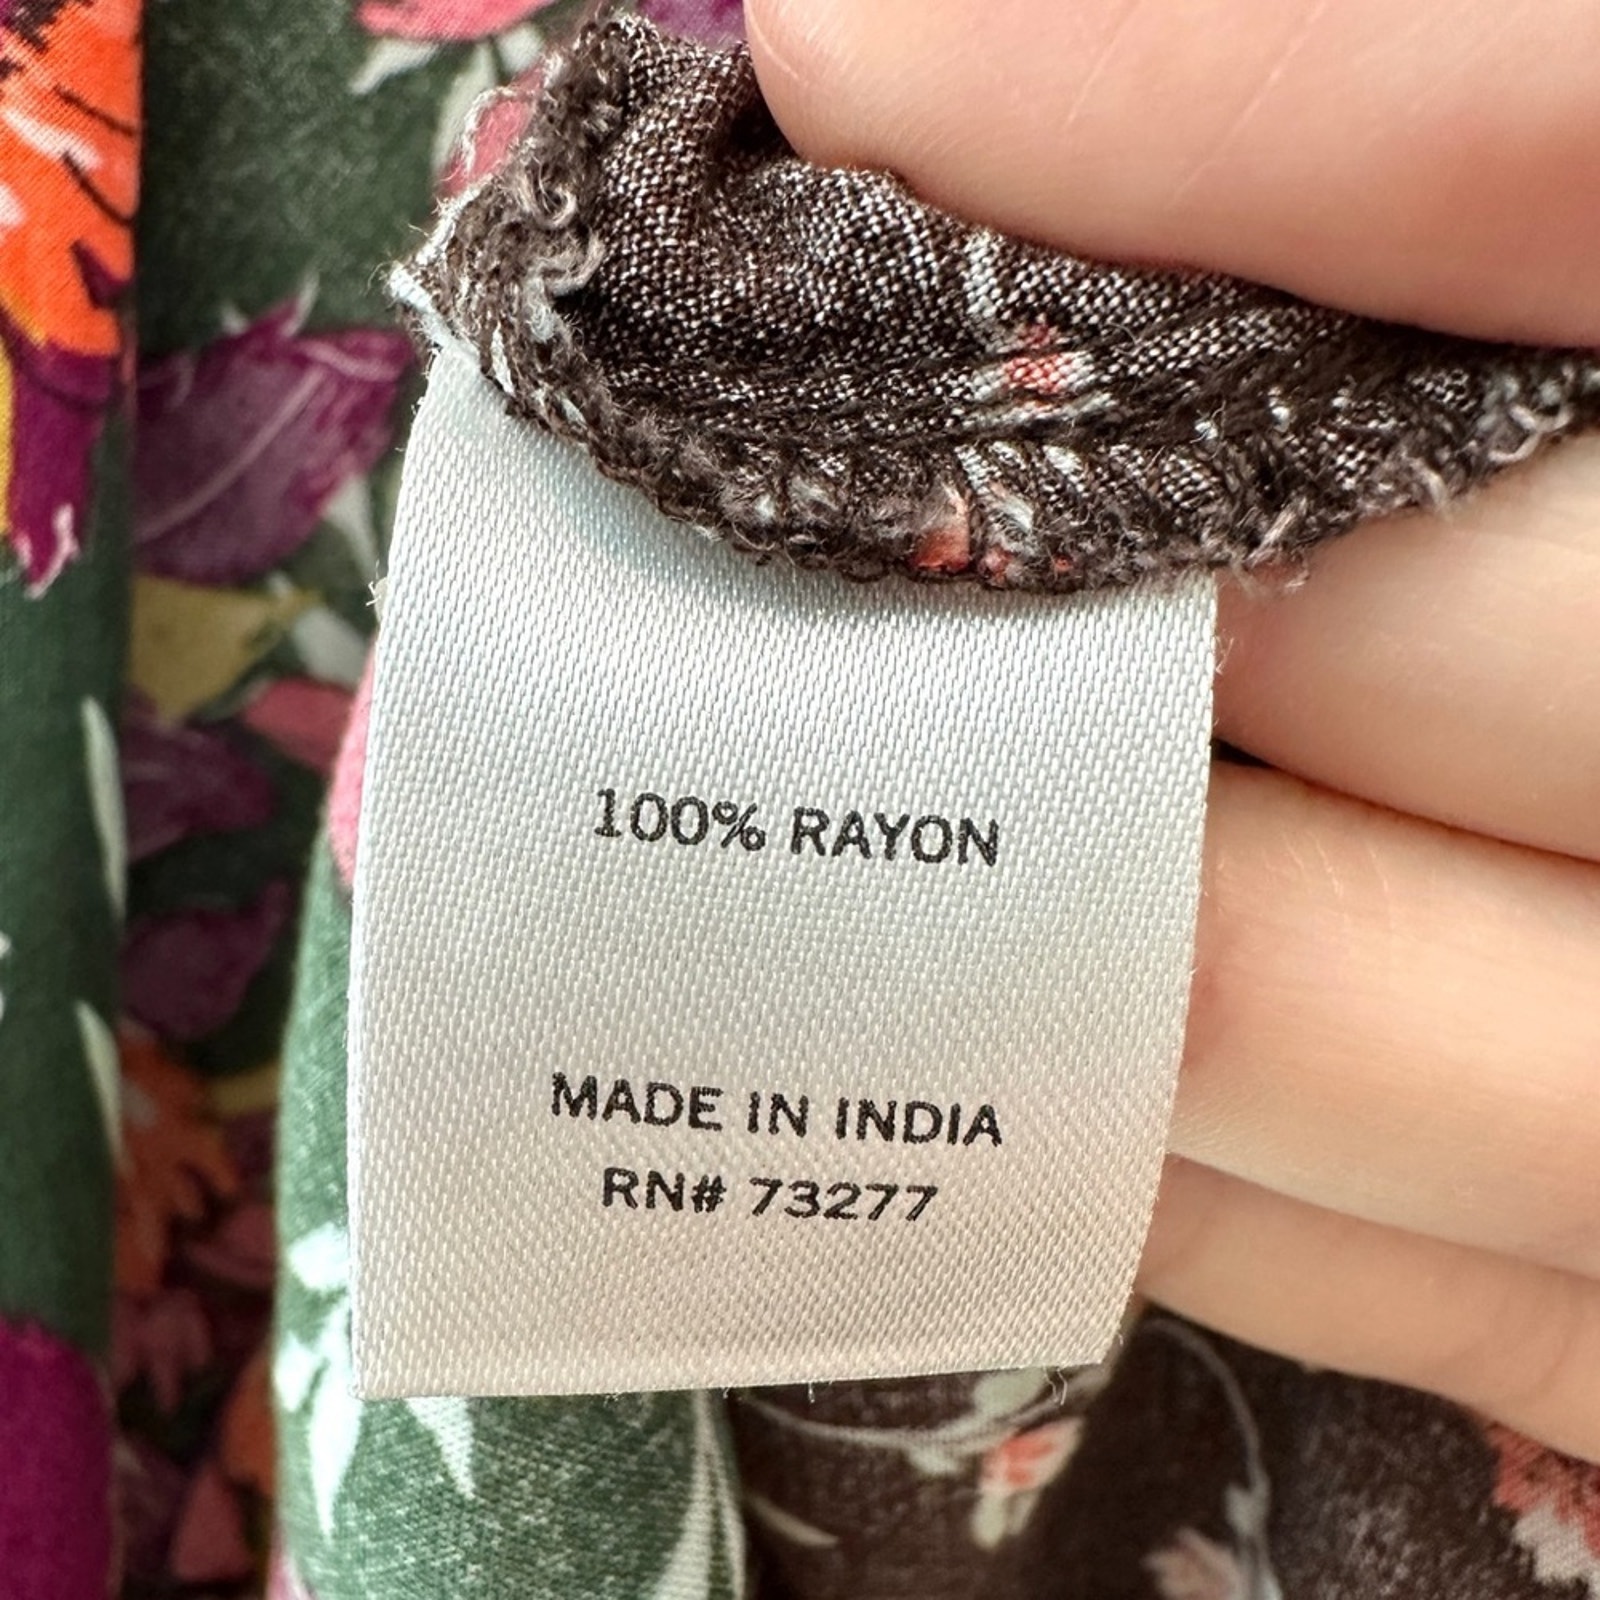 100% RAYON
MADE IN INDIA
RN# 73277